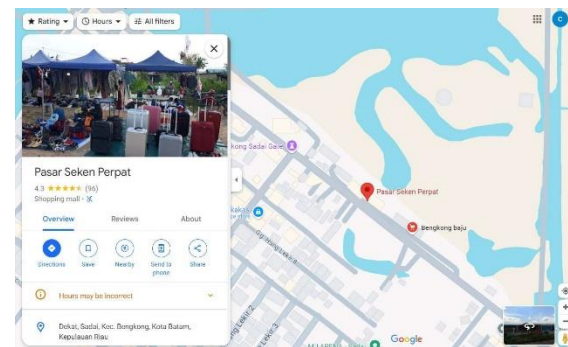 Rating
Hours
All filters
C
Pasar Seken Perpat
4.3 (96)
Shopping mall
Overview
Reviews
About
Directions
Save
Nearby
Send to
phone
Share
Hours may be incorrect
Dekat, Sadai, Kec. Bengkong, Kota Batam,
Kepulauan Riau
kong Sadai
Pasar Seken Perpat
Bengkong baju
Google